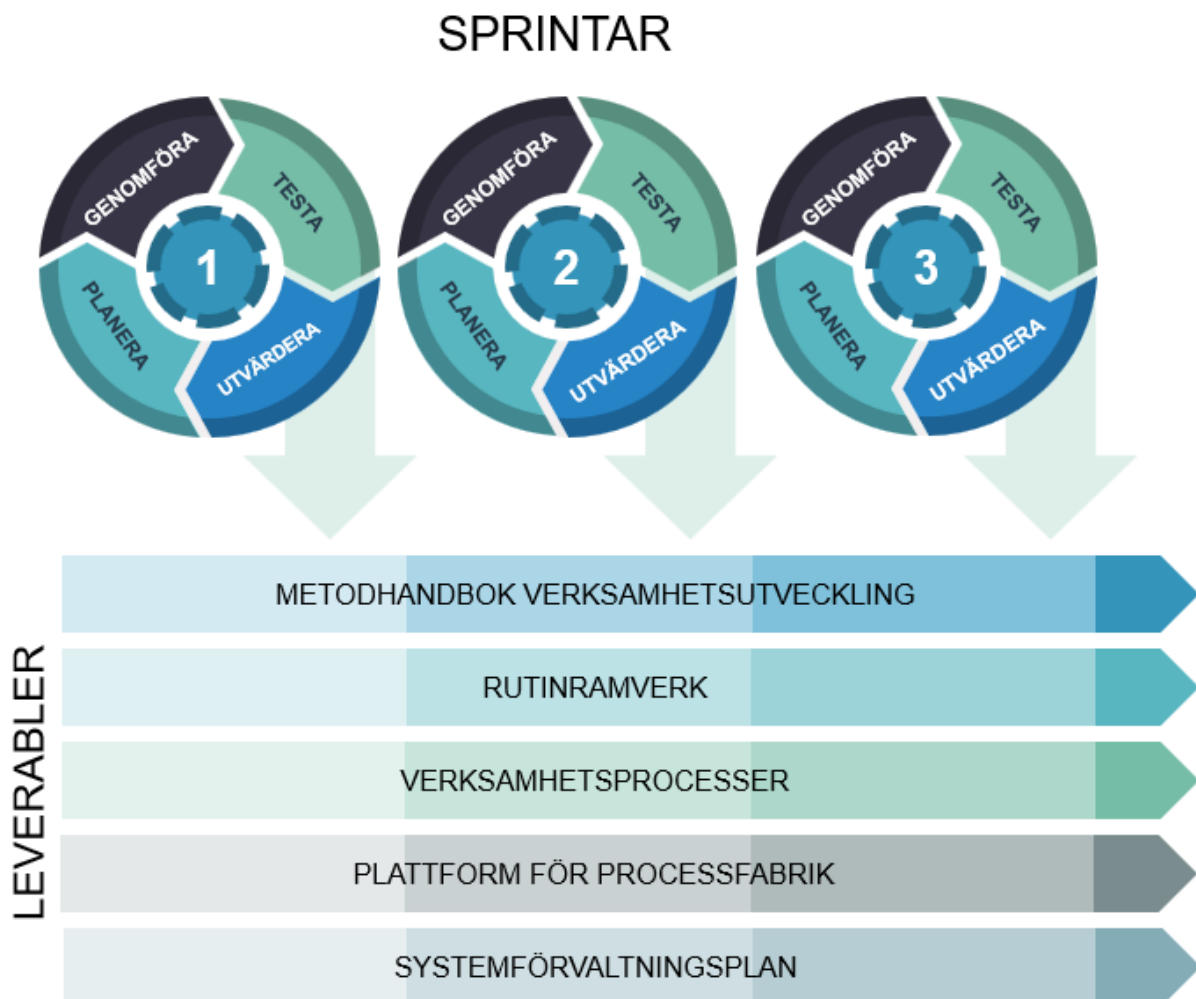 SPRINTAR
GENOMFÖRA
TESTA
1
PLANERA
UTVÄRDERA
GENOMFÖRA
TESTA
2
PLANERA
UTVÄRDERA
GENOMFÖRA
TESTA
3
PLANERA
UTVÄRDERA
LEVERABLER
METODHANDBOK VERKSAMHETSUTVECKLING
RUTINRAMVERK
VERKSAMHETSPROCESSER
PLATTFORM FÖR PROCESSFABRIK
SYSTEMFÖRVALTNINGSPLAN